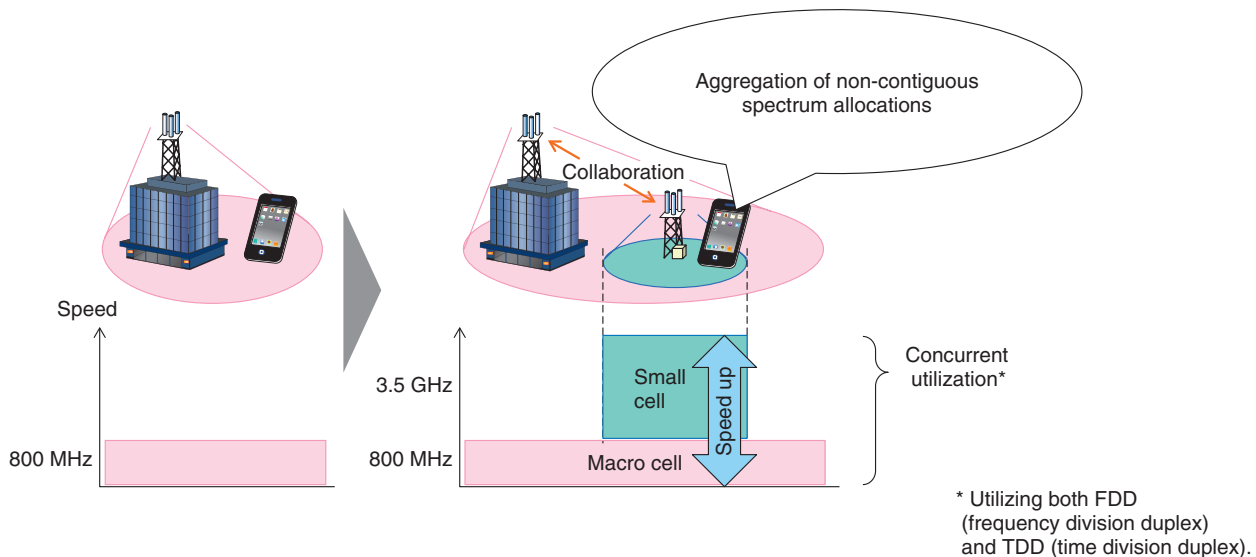 Aggregation of non-contiguous
spectrum allocations
Collaboration
Speed
800 MHz
3.5 GHz
800 MHz
Small
cell
Macro cell
Speed up
Concurrent
utilization*
* Utilizing both FDD
(frequency division duplex)
and TDD (time division duplex).